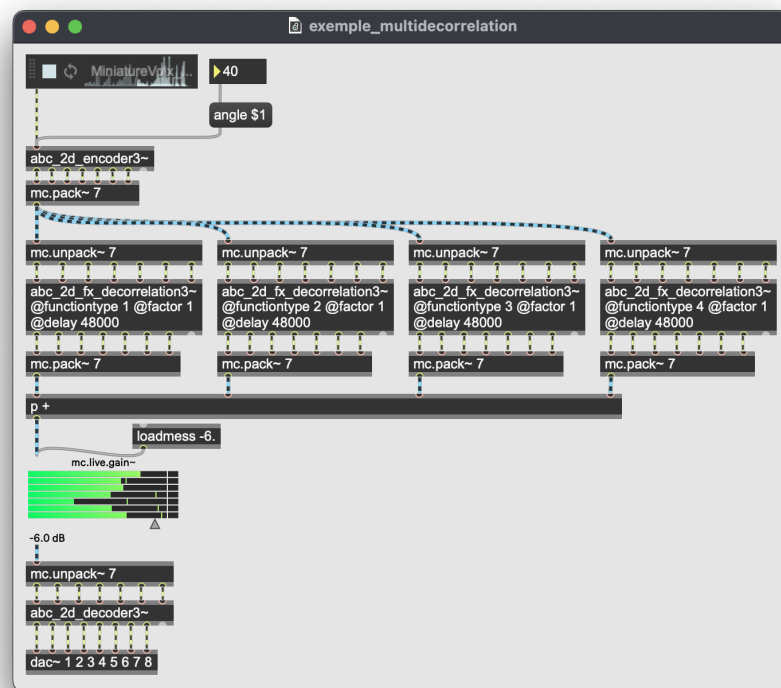 exemple_multidecorrelation
MiniatureVoix_...
40
angle $1
abc_2d_encoder3~
mc.pack~ 7
mc.unpack~ 7
mc.unpack~ 7
mc.unpack~ 7
mc.unpack~ 7
abc_2d_fx_decorrelation3~
@functiontype 1 @factor 1
@delay 48000
abc_2d_fx_decorrelation3~
@functiontype 2 @factor 1
@delay 48000
abc_2d_fx_decorrelation3~
@functiontype 3 @factor 1
@delay 48000
abc_2d_fx_decorrelation3~
@functiontype 4 @factor 1
@delay 48000
mc.pack~ 7
mc.pack~ 7
mc.pack~ 7
mc.pack~ 7
p +
loadmess -6.
mc.live.gain~
-6.0 dB
mc.unpack~ 7
abc_2d_decoder3~
dac~ 1 2 3 4 5 6 7 8